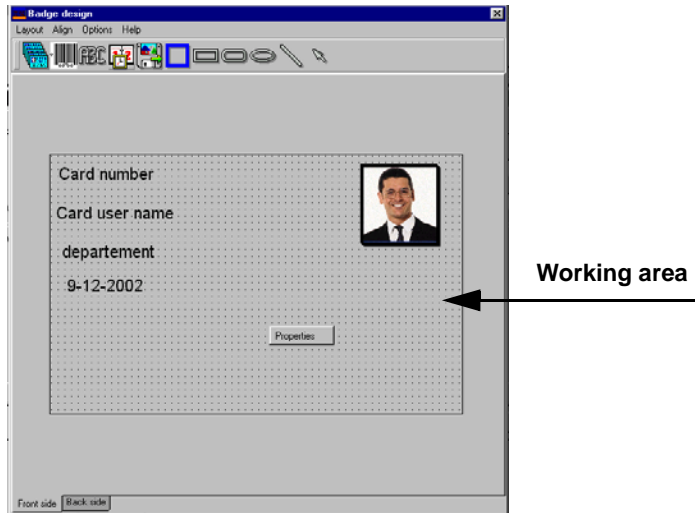 Badge design
Layout Align Options Help
ABC
Card number
Card user name
departement
9-12-2002
Working area
Properties
Front side Back side